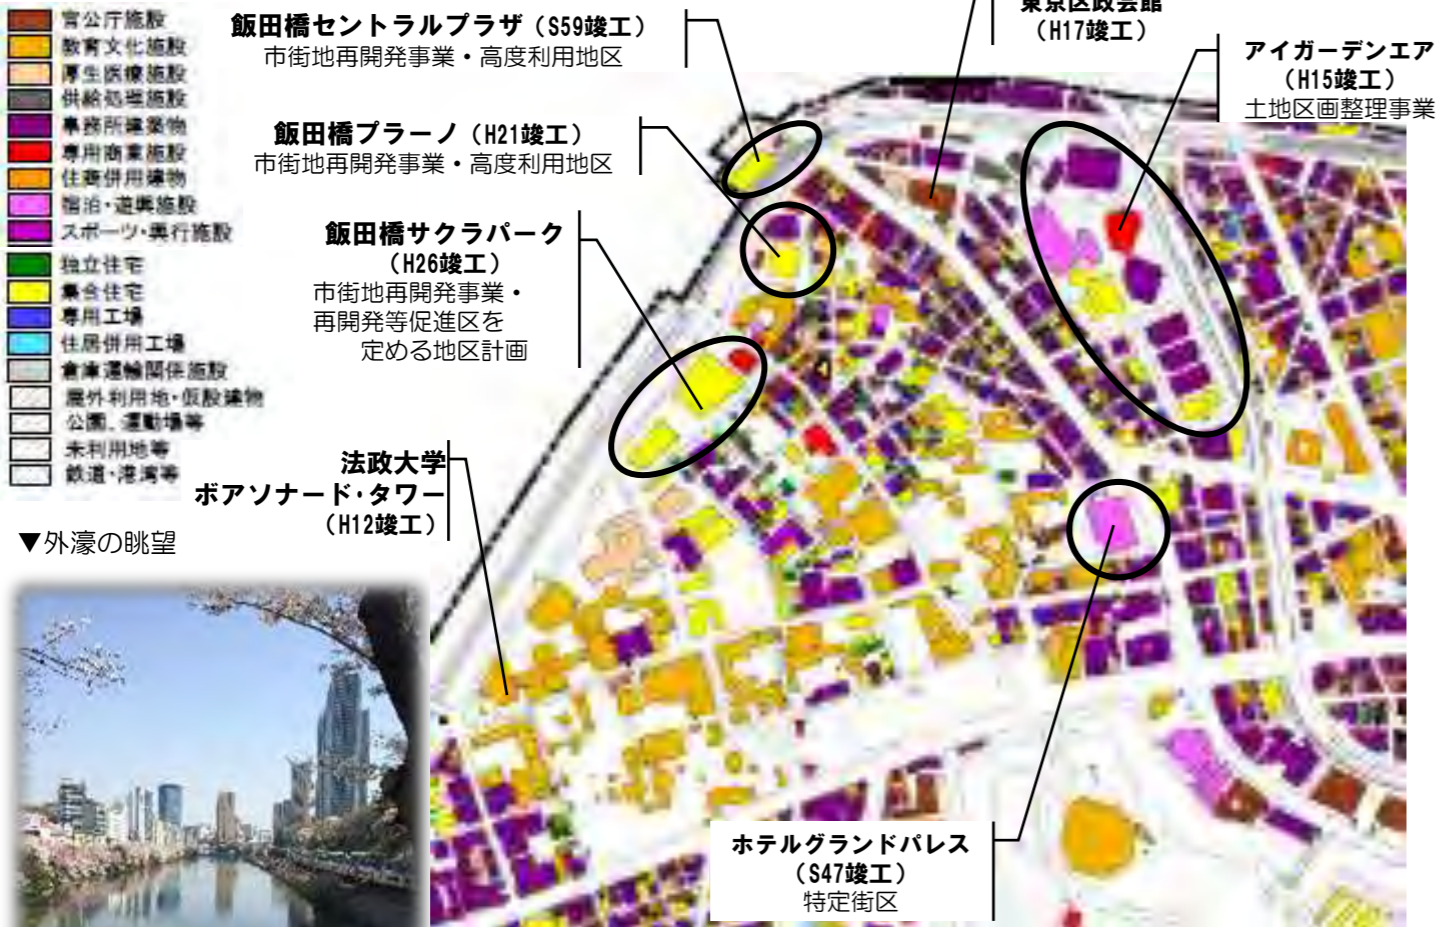 官公庁施設
教育文化施設
厚生医療施設
供給処理施設
事務所建築物
専用商業施設
住商併用建物
宿泊・遊興施設
スポーツ・興行施設
独立住宅
集合住宅
専用工場
住居併用工場
倉庫運輸関係施設
屋外利用地・仮設建物
公園、運動場等
未利用地等
鉄道・港湾等
飯田橋セントラルプラザ（S59竣工）
市街地再開発事業・高度利用地区
飯田橋プラーノ（H21竣工）
市街地再開発事業・高度利用地区
飯田橋サクラパーク
（H26竣工）
市街地再開発事業・
再開発等促進区を
定める地区計画
法政大学
ボアソナード・タワー
（H12竣工）
東京区政会館
（H17竣工）
アイガーデンエア
（H15竣工）
土地区画整理事業
ホテルグランドパレス
（S47竣工）
特定街区
▼外濠の眺望